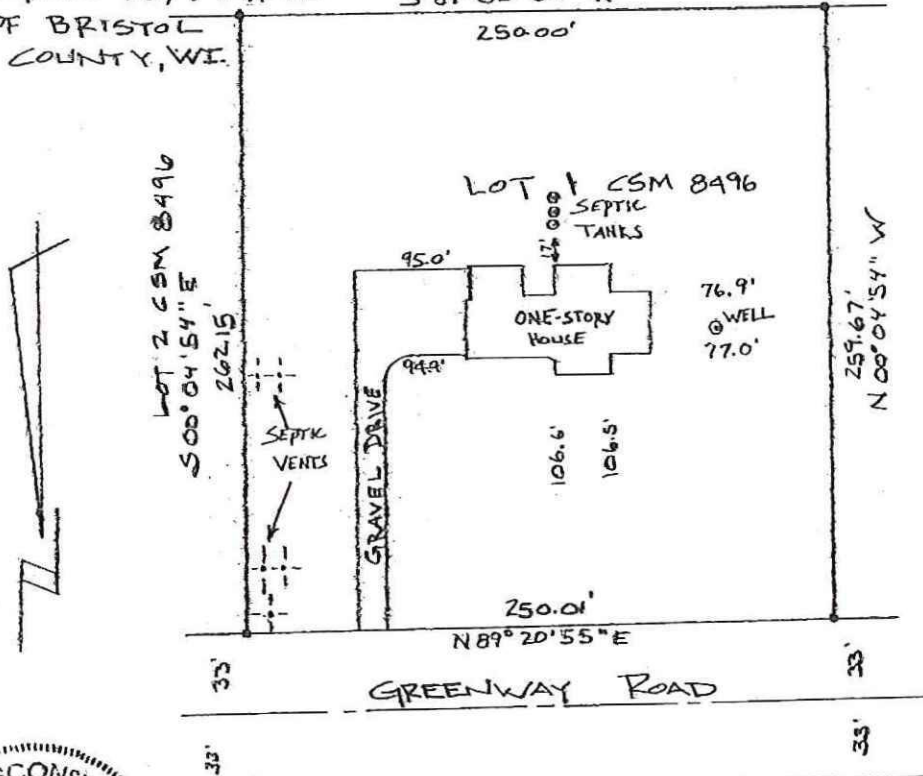 OF BRISTOL
COUNTY, WI.
250.00'
LOT 2 CSM 8496
S 00° 04' 54" E
262.15'
LOT 1 CSM 8496
SEPTIC
TANKS
17'
95.0'
ONE-STORY
HOUSE
76.9'
WELL
77.0'
94.9'
259.67'
N 00° 04' 54" W
SEPTIC
VENTS
GRAVEL DRIVE
106.6'
106.5'
250.01'
N 89° 20' 55" E
33'
33'
GREENWAY ROAD
33'
33'